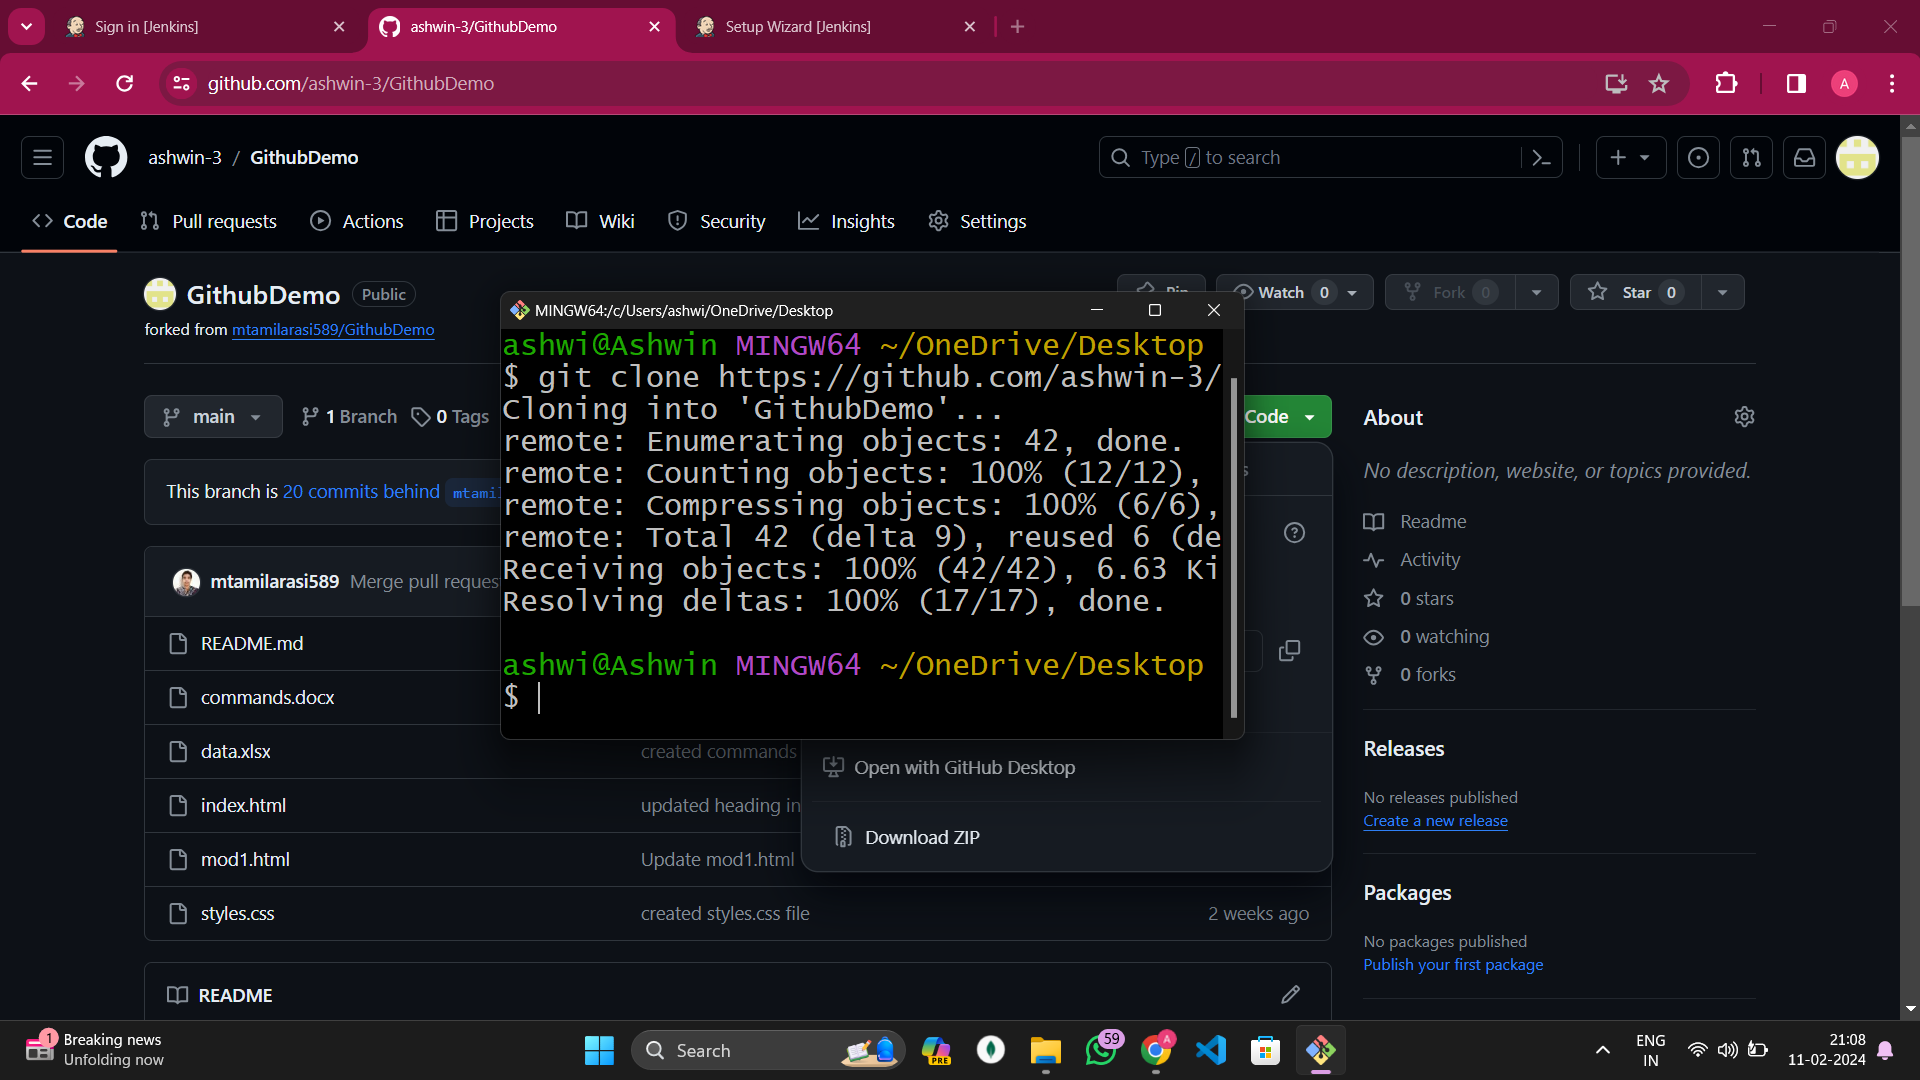 Sign in [Jenkins]
ashwin-3/GithubDemo
Setup Wizard [Jenkins]
github.com/ashwin-3/GithubDemo
A
ashwin-3 / GithubDemo
Type / to search
Code
Pull requests
Actions
Projects
Wiki
Security
Insights
Settings
GithubDemo
Public
Pin
Watch 0
Fork 0
Star 0
forked from mtamilarasi589/GithubDemo
MINGW64:/c/Users/ashwi/OneDrive/Desktop
ashwi@Ashwin MINGW64 ~/OneDrive/Desktop
$ git clone https://github.com/ashwin-3/
Cloning into 'GithubDemo'...
remote: Enumerating objects: 42, done.
remote: Counting objects: 100% (12/12),
remote: Compressing objects: 100% (6/6),
remote: Total 42 (delta 9), reused 6 (de
Receiving objects: 100% (42/42), 6.63 Ki
Resolving deltas: 100% (17/17), done.
ashwi@Ashwin MINGW64 ~/OneDrive/Desktop
$
main
1 Branch
0 Tags
Code
This branch is 20 commits behind mtamil
mtamilarasi589 Merge pull reques
README.md
commands.docx
data.xlsx
created commands
index.html
updated heading in
mod1.html
Update mod1.html
styles.css
created styles.css file
2 weeks ago
Open with GitHub Desktop
Download ZIP
README
About
No description, website, or topics provided.
Readme
Activity
0 stars
0 watching
0 forks
Releases
No releases published
Create a new release
Packages
No packages published
Publish your first package
1
Breaking news
Unfolding now
Search
PRE
59
A
ENG
IN
21:08
11-02-2024